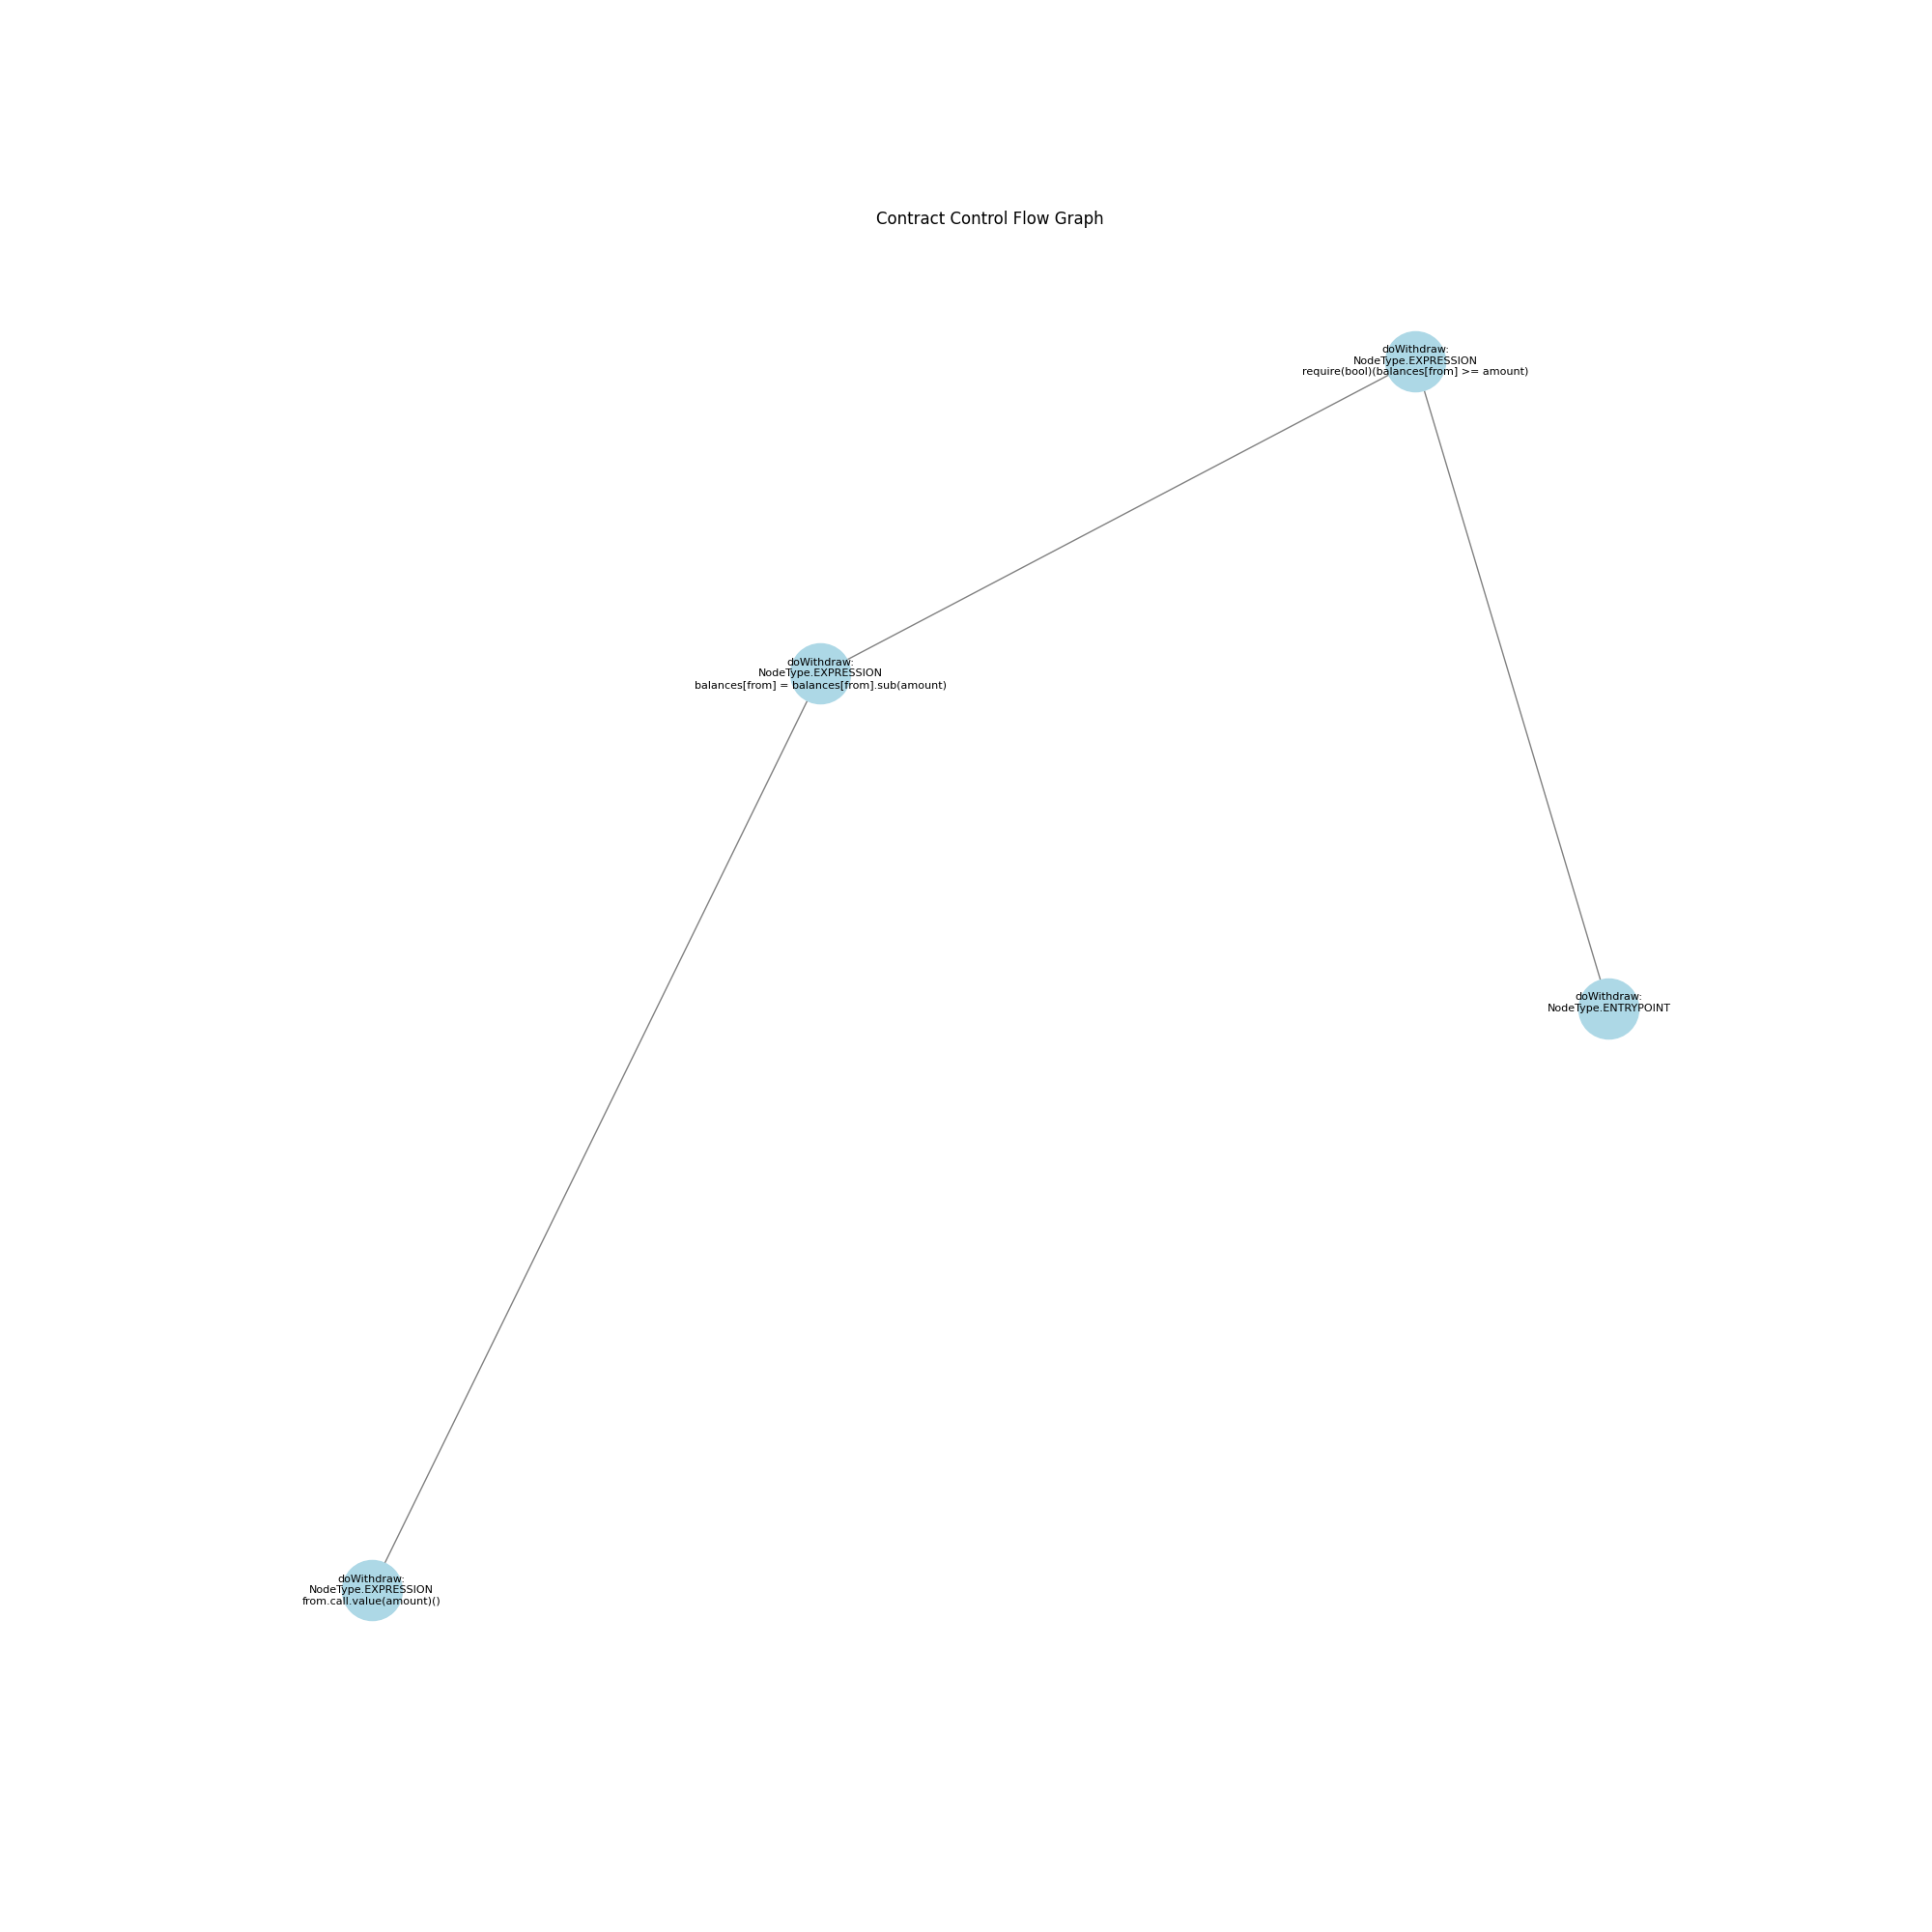 Contract Control Flow Graph
doWithdraw:
NodeType.EXPRESSION
require(bool)(balances[from] >= amount)
doWithdraw:
NodeType.EXPRESSION
balances[from] = balances[from].sub(amount)
doWithdraw:
NodeType.ENTRYPOINT
doWithdraw:
NodeType.EXPRESSION
from.call.value(amount)()